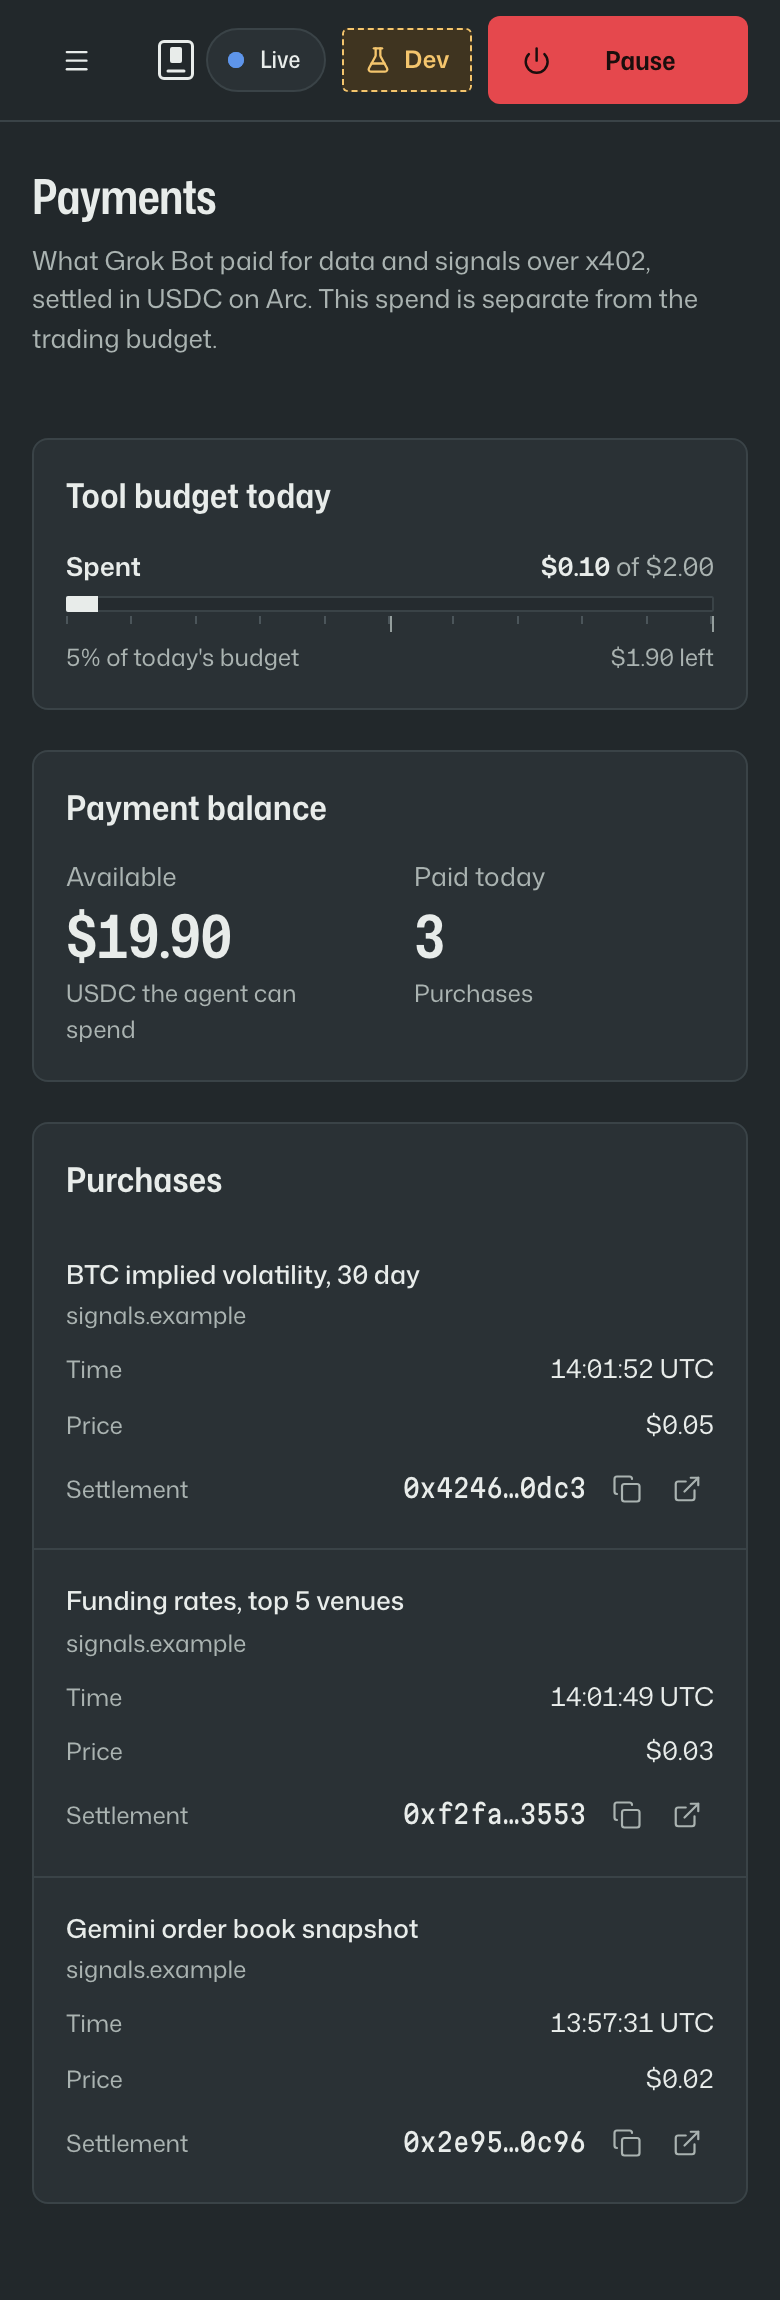 Live
Dev
Pause
Payments
What Grok Bot paid for data and signals over x402,
settled in USDC on Arc. This spend is separate from the
trading budget.
Tool budget today
Spent $0.10 of $2.00
5% of today's budget $1.90 left
Payment balance
Available Paid today
$19.90 3
USDC the agent can Purchases
spend
Purchases
BTC implied volatility, 30 day
signals.example
Time 14:01:52 UTC
Price $0.05
Settlement 0x4246…0dc3
Funding rates, top 5 venues
signals.example
Time 14:01:49 UTC
Price $0.03
Settlement 0xf2fa…3553
Gemini order book snapshot
signals.example
Time 13:57:31 UTC
Price $0.02
Settlement 0x2e95…0c96